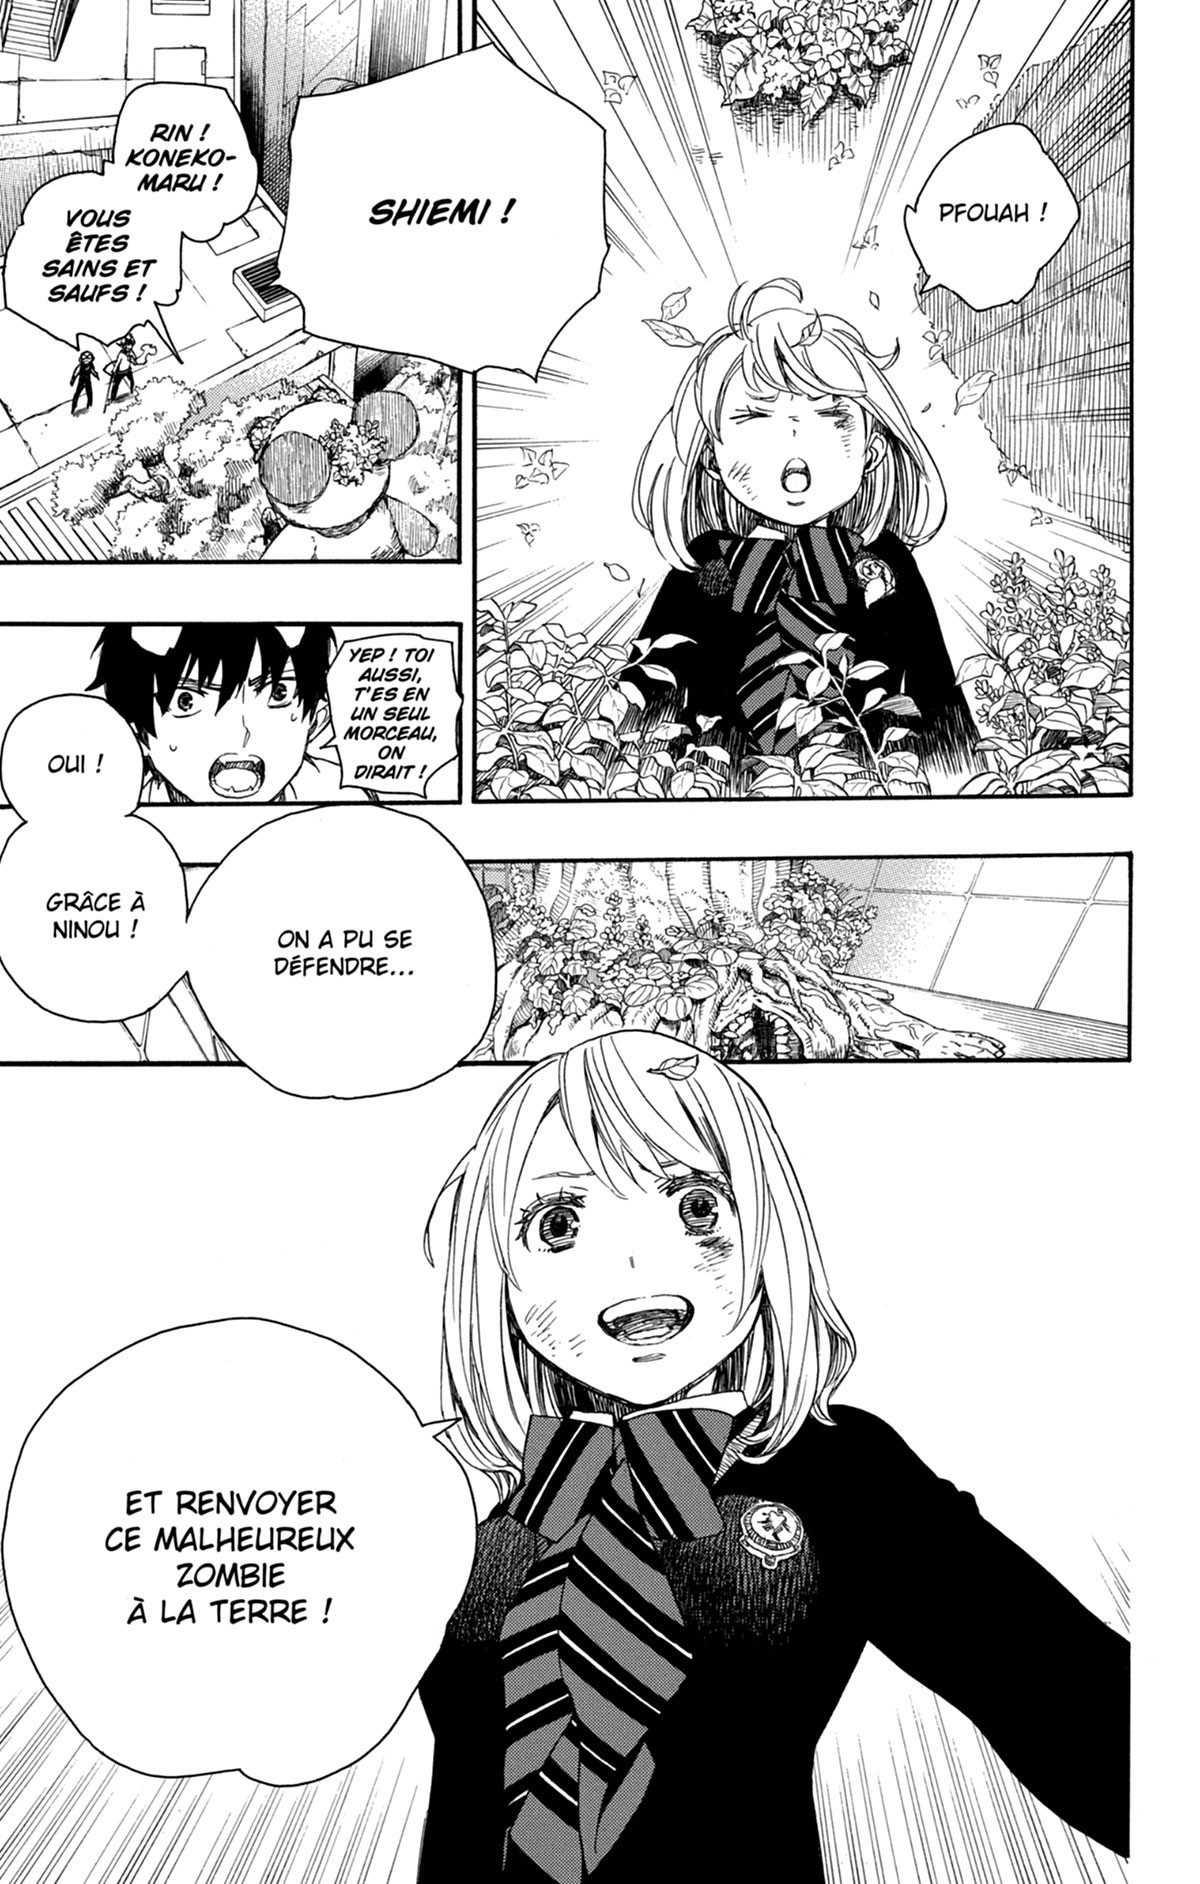 PFOUAH !
SHIEMI !
RIN !
KONEKO-
MARU !
VOUS
ÊTES
SAINS ET
SAUFS !
YEP ! TOI
AUSSI,
T'ES EN
UN SEUL
MORCEAU,
ON
DIRAIT !
OUI !
GRÂCE À
NINOU !
ON A PU SE
DÉFENDRE...
ET RENVOYER
CE MALHEUREUX
ZOMBIE
À LA TERRE !